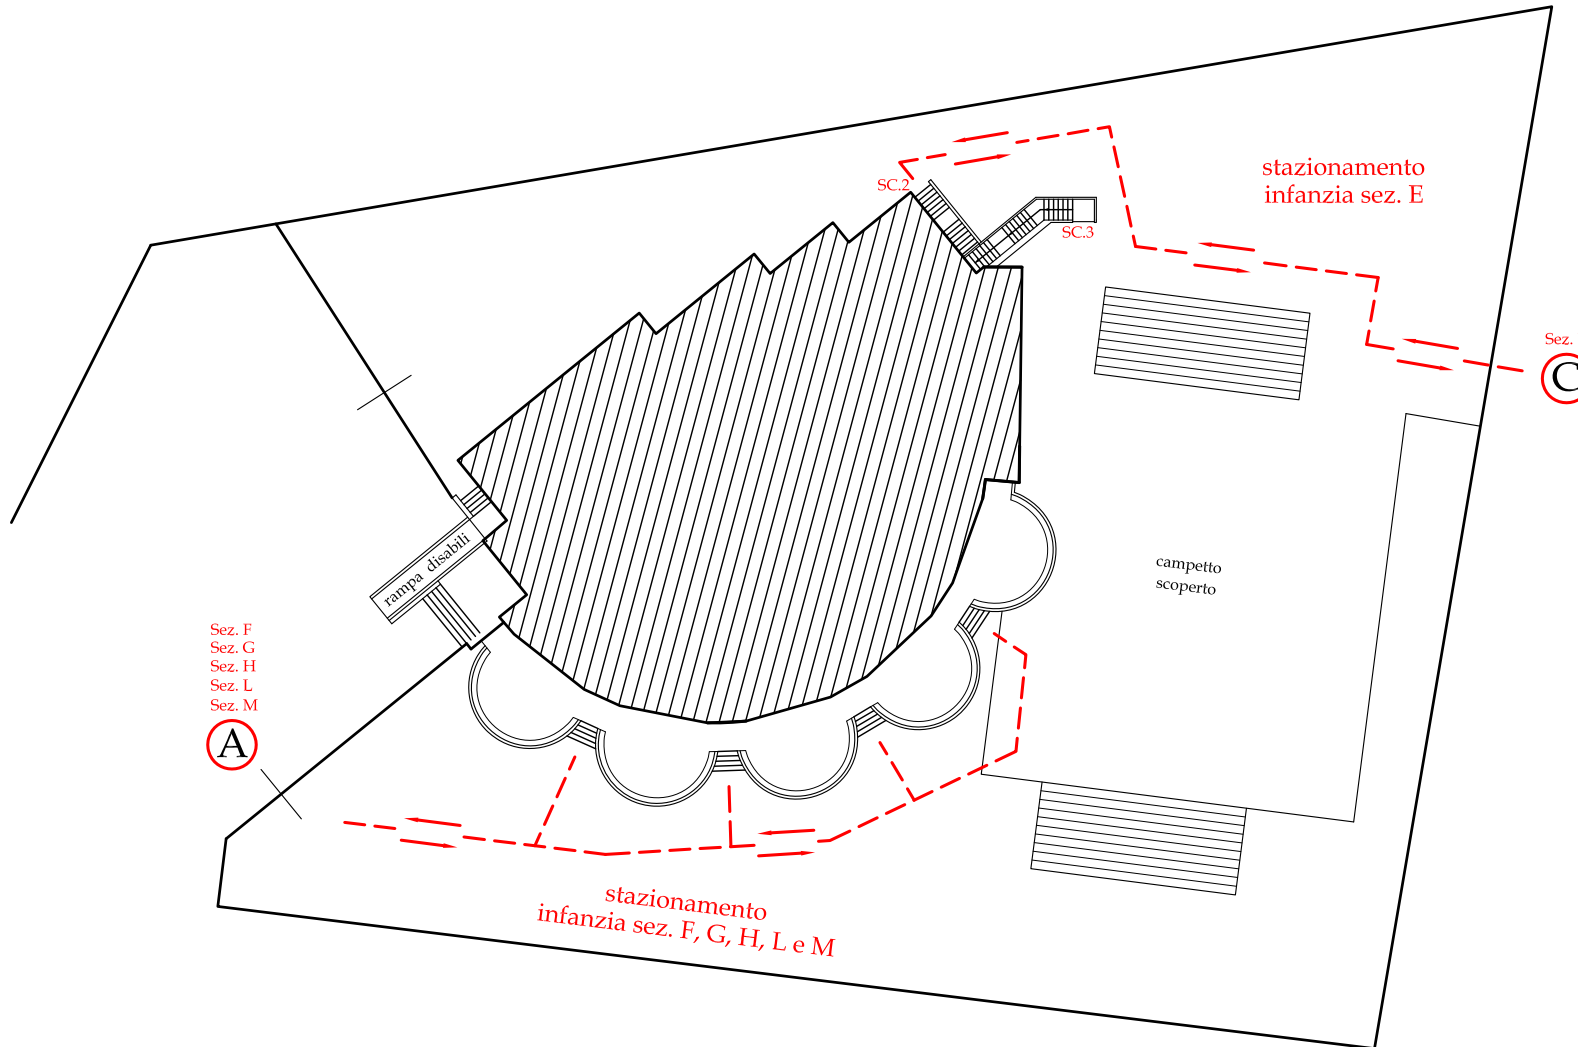 stazionamento
infanzia sez. E
SC.2
SC.3
Sez.
C
rampa disabili
campetto
scoperto
Sez. F
Sez. G
Sez. H
Sez. L
Sez. M
A
stazionamento
infanzia sez. F, G, H, L e M